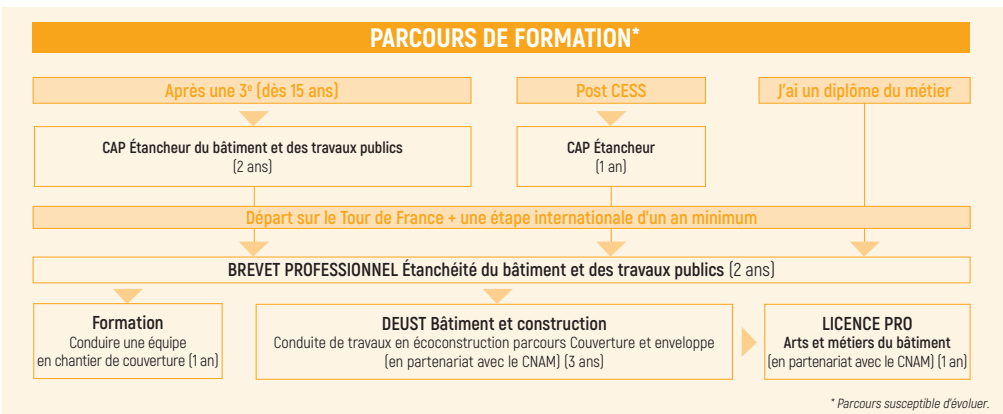 PARCOURS DE FORMATION*
Après une 3e (dès 15 ans)
Post CESS
J'ai un diplôme du métier
CAP Étancheur du bâtiment et des travaux publics
(2 ans)
CAP Étancheur
(1 an)
Départ sur le Tour de France + une étape internationale d'un an minimum
BREVET PROFESSIONNEL Étanchéité du bâtiment et des travaux publics (2 ans)
Formation
Conduire une équipe
en chantier de couverture (1 an)
DEUST Bâtiment et construction
Conduite de travaux en écoconstruction parcours Couverture et enveloppe
(en partenariat avec le CNAM) (3 ans)
LICENCE PRO
Arts et métiers du bâtiment
(en partenariat avec le CNAM) (1 an)
* Parcours susceptible d'évoluer.